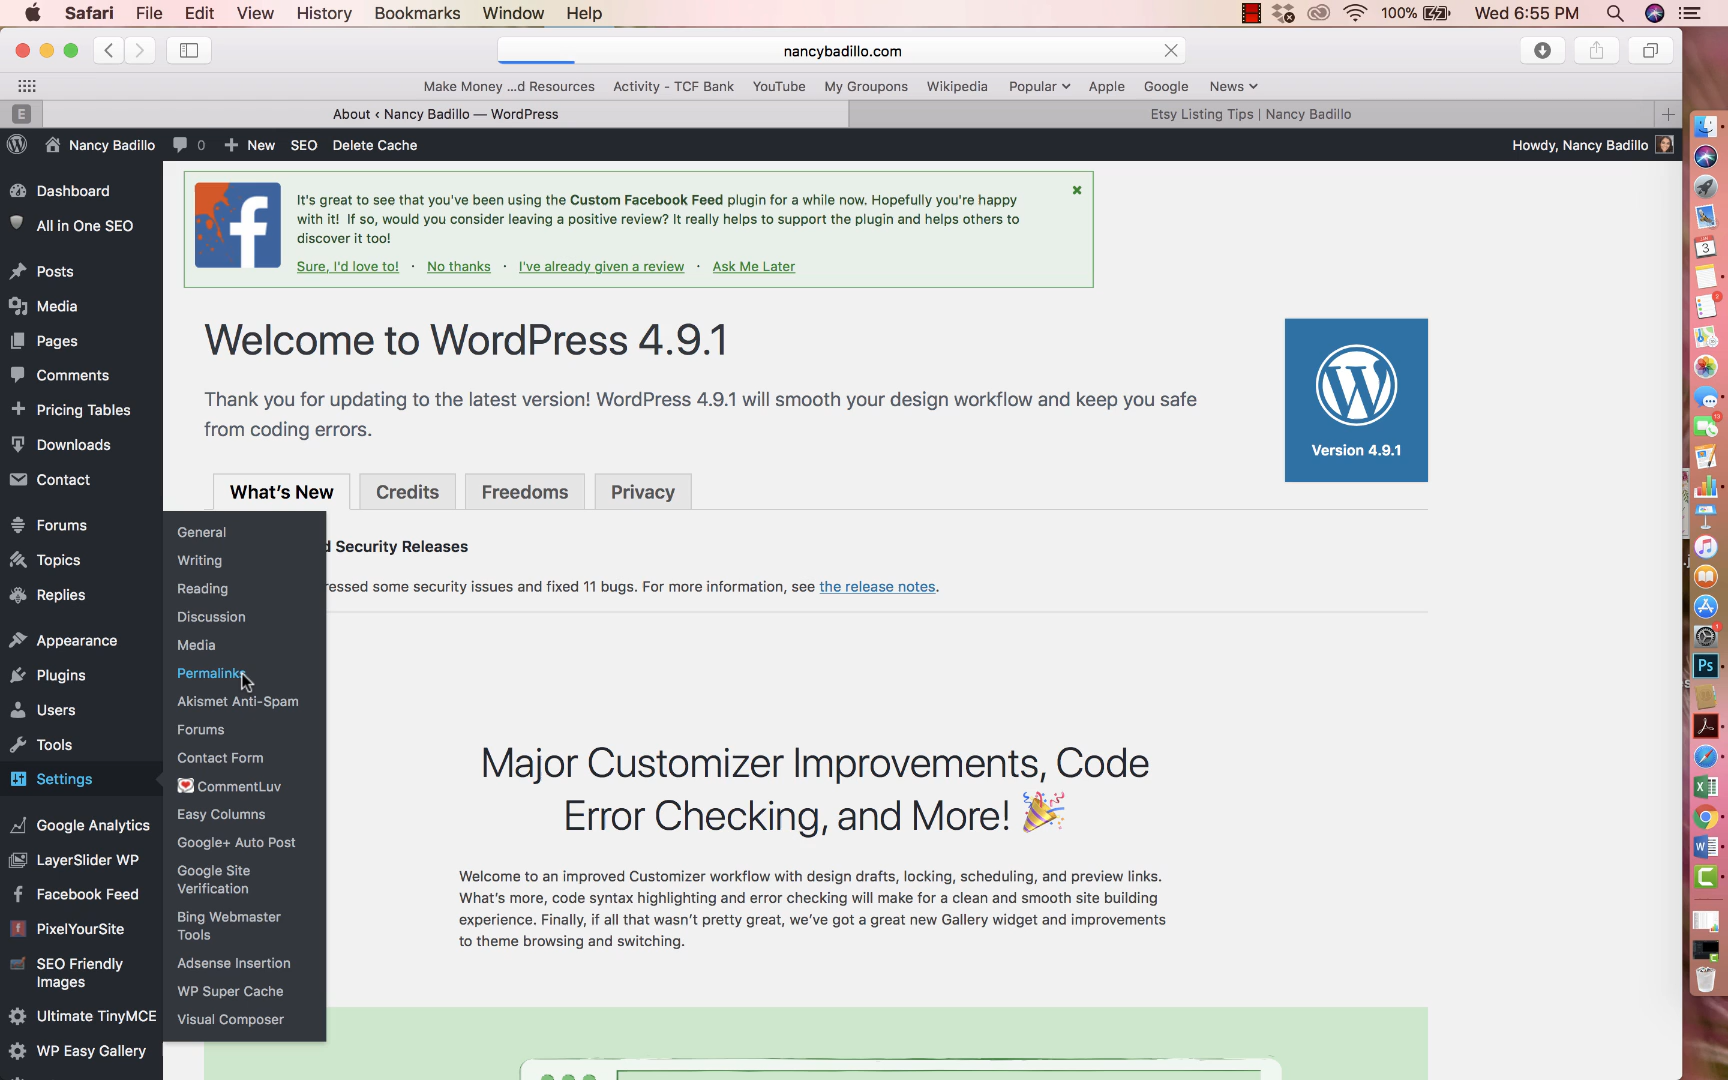 Safari File Edit View History Bookmarks Window Help 100% Wed 6:55 PM
nancybadillo.com
Make Money ...d Resources Activity - TCF Bank YouTube My Groupons Wikipedia Popular Apple Google News
E About ‹ Nancy Badillo — WordPress Etsy Listing Tips | Nancy Badillo
Nancy Badillo 0 New SEO Delete Cache Howdy, Nancy Badillo
Dashboard
All in One SEO
Posts
Media
Pages
Comments
Pricing Tables
Downloads
Contact
Forums
Topics
Replies
Appearance
Plugins
Users
Tools
Settings
Google Analytics
LayerSlider WP
Facebook Feed
PixelYourSite
SEO Friendly
Images
Ultimate TinyMCE
WP Easy Gallery
General
Writing
Reading
Discussion
Media
Permalinks
Akismet Anti-Spam
Forums
Contact Form
CommentLuv
Easy Columns
Google+ Auto Post
Google Site
Verification
Bing Webmaster
Tools
Adsense Insertion
WP Super Cache
Visual Composer
It's great to see that you've been using the Custom Facebook Feed plugin for a while now. Hopefully you're happy
with it! If so, would you consider leaving a positive review? It really helps to support the plugin and helps others to
discover it too!
Sure, I'd love to! · No thanks · I've already given a review · Ask Me Later
Welcome to WordPress 4.9.1
Thank you for updating to the latest version! WordPress 4.9.1 will smooth your design workflow and keep you safe
from coding errors.
Version 4.9.1
What's New Credits Freedoms Privacy
d Security Releases
ressed some security issues and fixed 11 bugs. For more information, see the release notes.
Major Customizer Improvements, Code
Error Checking, and More!
Welcome to an improved Customizer workflow with design drafts, locking, scheduling, and preview links.
What's more, code syntax highlighting and error checking will make for a clean and smooth site building
experience. Finally, if all that wasn't pretty great, we've got a great new Gallery widget and improvements
to theme browsing and switching.
3
Ps